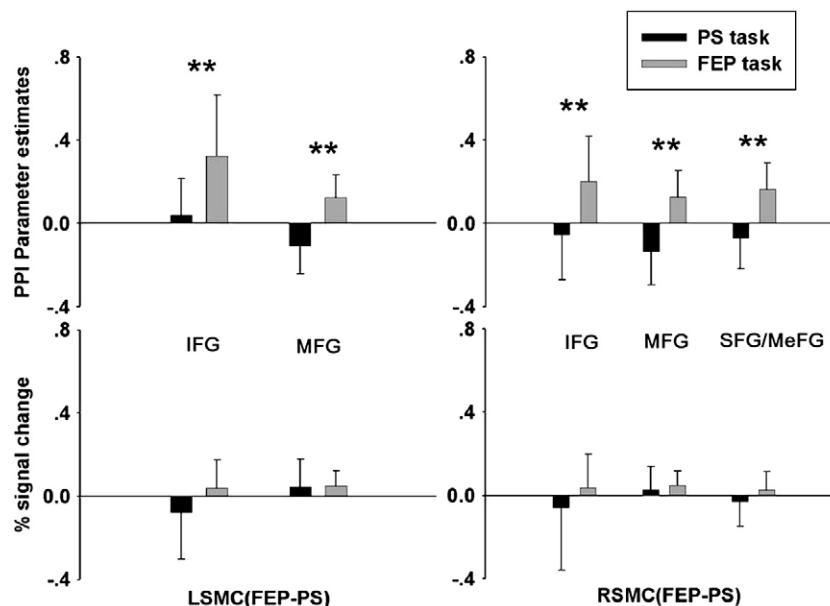 PS task
FEP task
PPI Parameter estimates
.8
.4
0.0
-.4
**
**
.8
.4
0.0
-.4
**
**
**
% signal change
.8
.4
0.0
-.4
IFG
MFG
LSMC(FEP-PS)
.8
.4
0.0
-.4
IFG
MFG
SFG/MeFG
RSMC(FEP-PS)